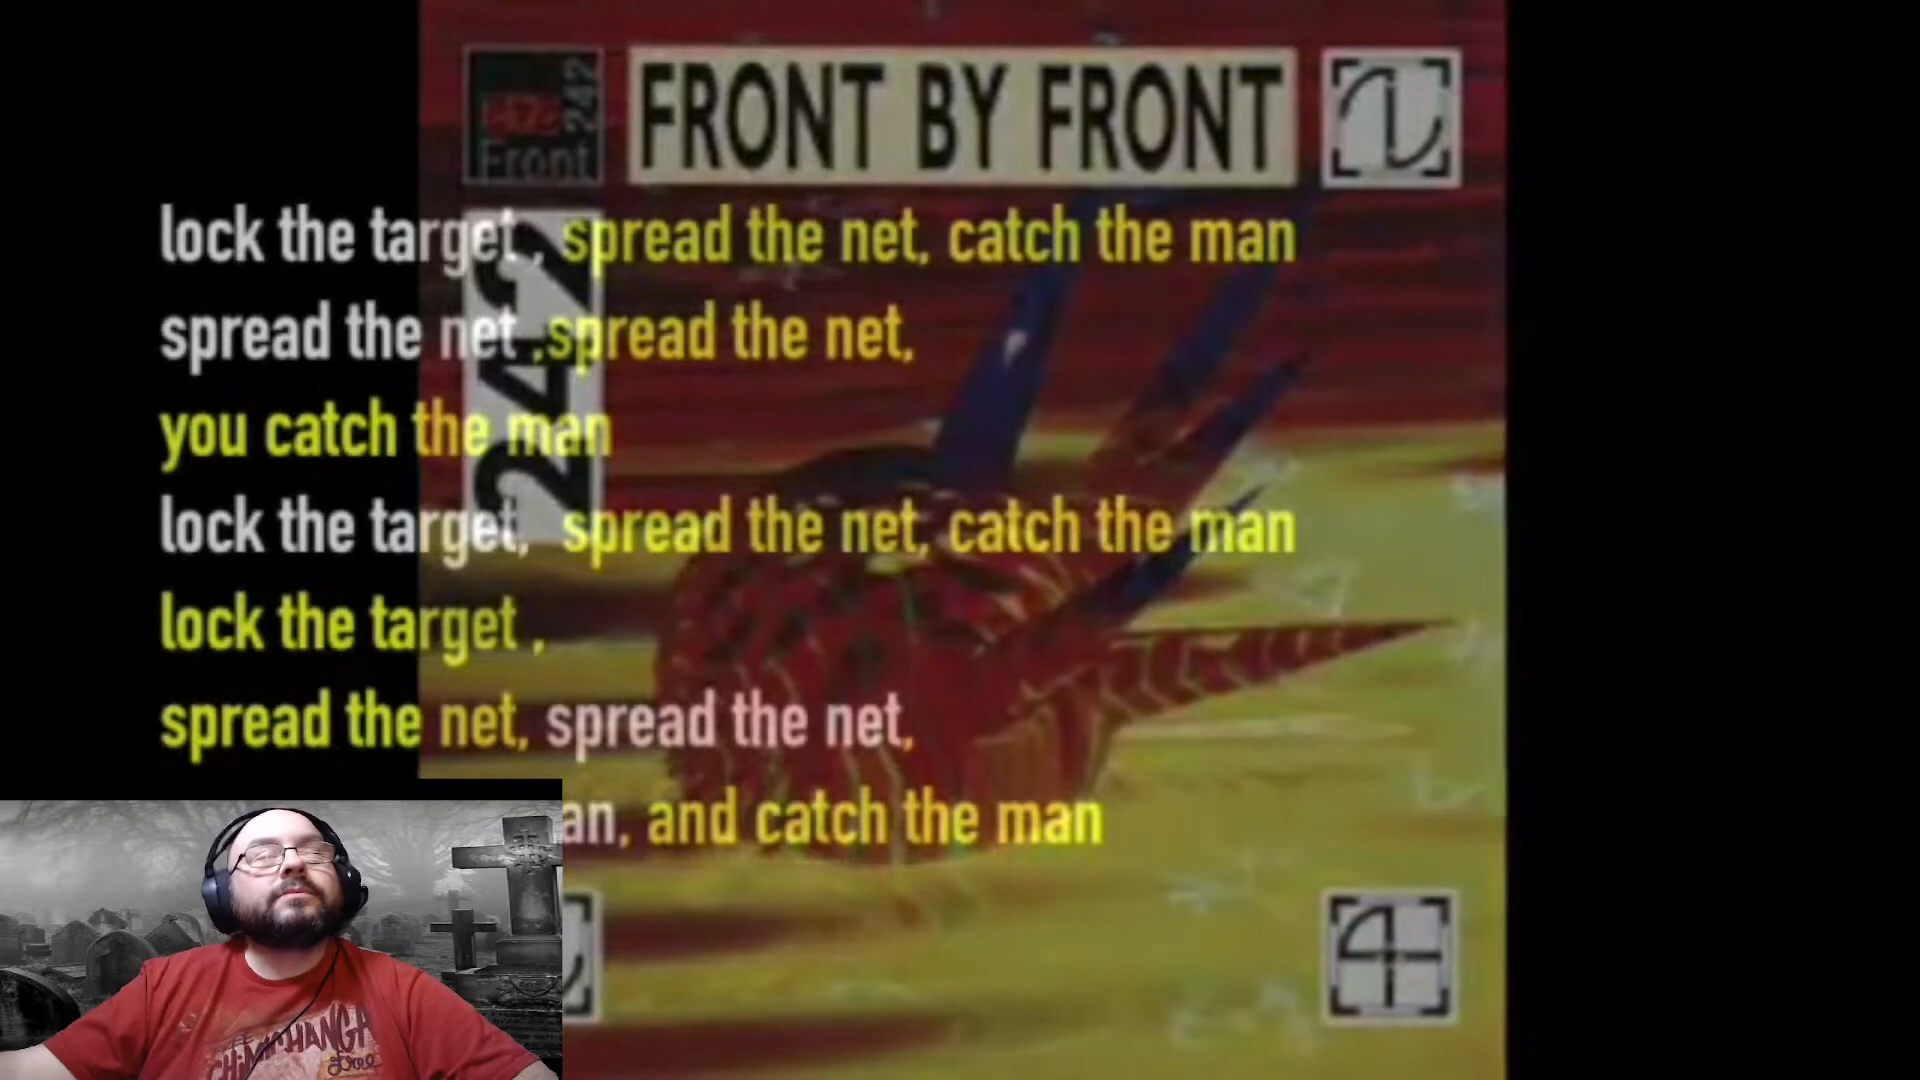 242
Front
FRONT BY FRONT
242
lock the target , spread the net, catch the man
spread the net ,spread the net,
you catch the man
lock the target, spread the net, catch the man
lock the target ,
spread the net, spread the net,
an, and catch the man
CHIMICHANGA